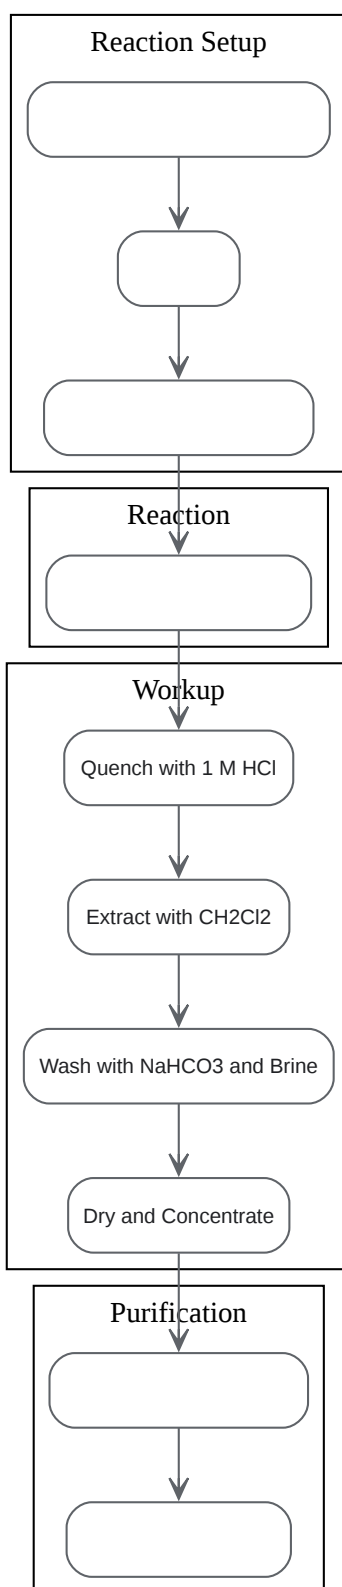 Reaction Setup
Reaction
Workup
Quench with 1 M HCl
Extract with CH2Cl2
Wash with NaHCO3 and Brine
Dry and Concentrate
Purification